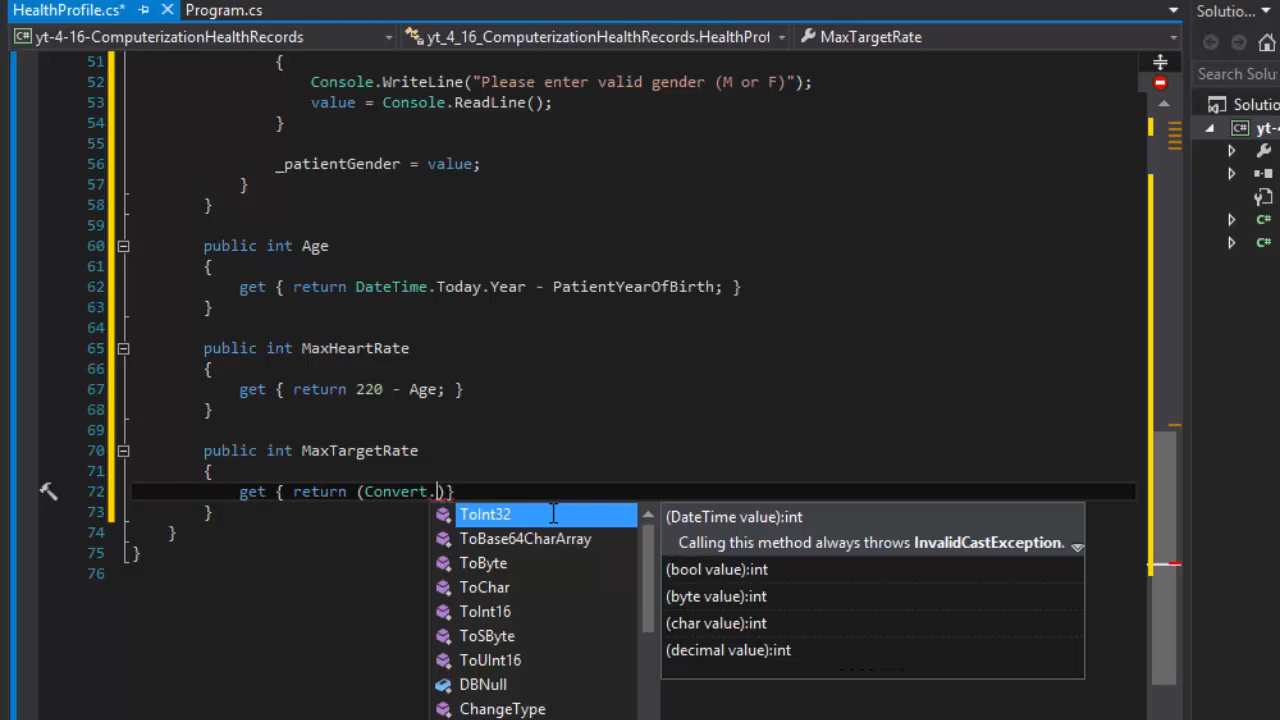 HealthProfile.cs* Program.cs Solutio...
yt-4-16-ComputerizationHealthRecords yt_4_16_ComputerizationHealthRecords.HealthProf MaxTargetRate
51 {
52 Console.WriteLine("Please enter valid gender (M or F)"); Search Solu
53 value = Console.ReadLine();
54 } Solutio
55 yt-4
56 _patientGender = value;
57 }
58 }
59
60 public int Age
61 {
62 get { return DateTime.Today.Year - PatientYearOfBirth; }
63 }
64
65 public int MaxHeartRate
66 {
67 get { return 220 - Age; }
68 }
69
70 public int MaxTargetRate
71 {
72 get { return (Convert.)}
73 }
74 }
75 }
76
ToInt32
ToBase64CharArray
ToByte
ToChar
ToInt16
ToSByte
ToUInt16
DBNull
ChangeType
(DateTime value):int
Calling this method always throws InvalidCastException.
(bool value):int
(byte value):int
(char value):int
(decimal value):int